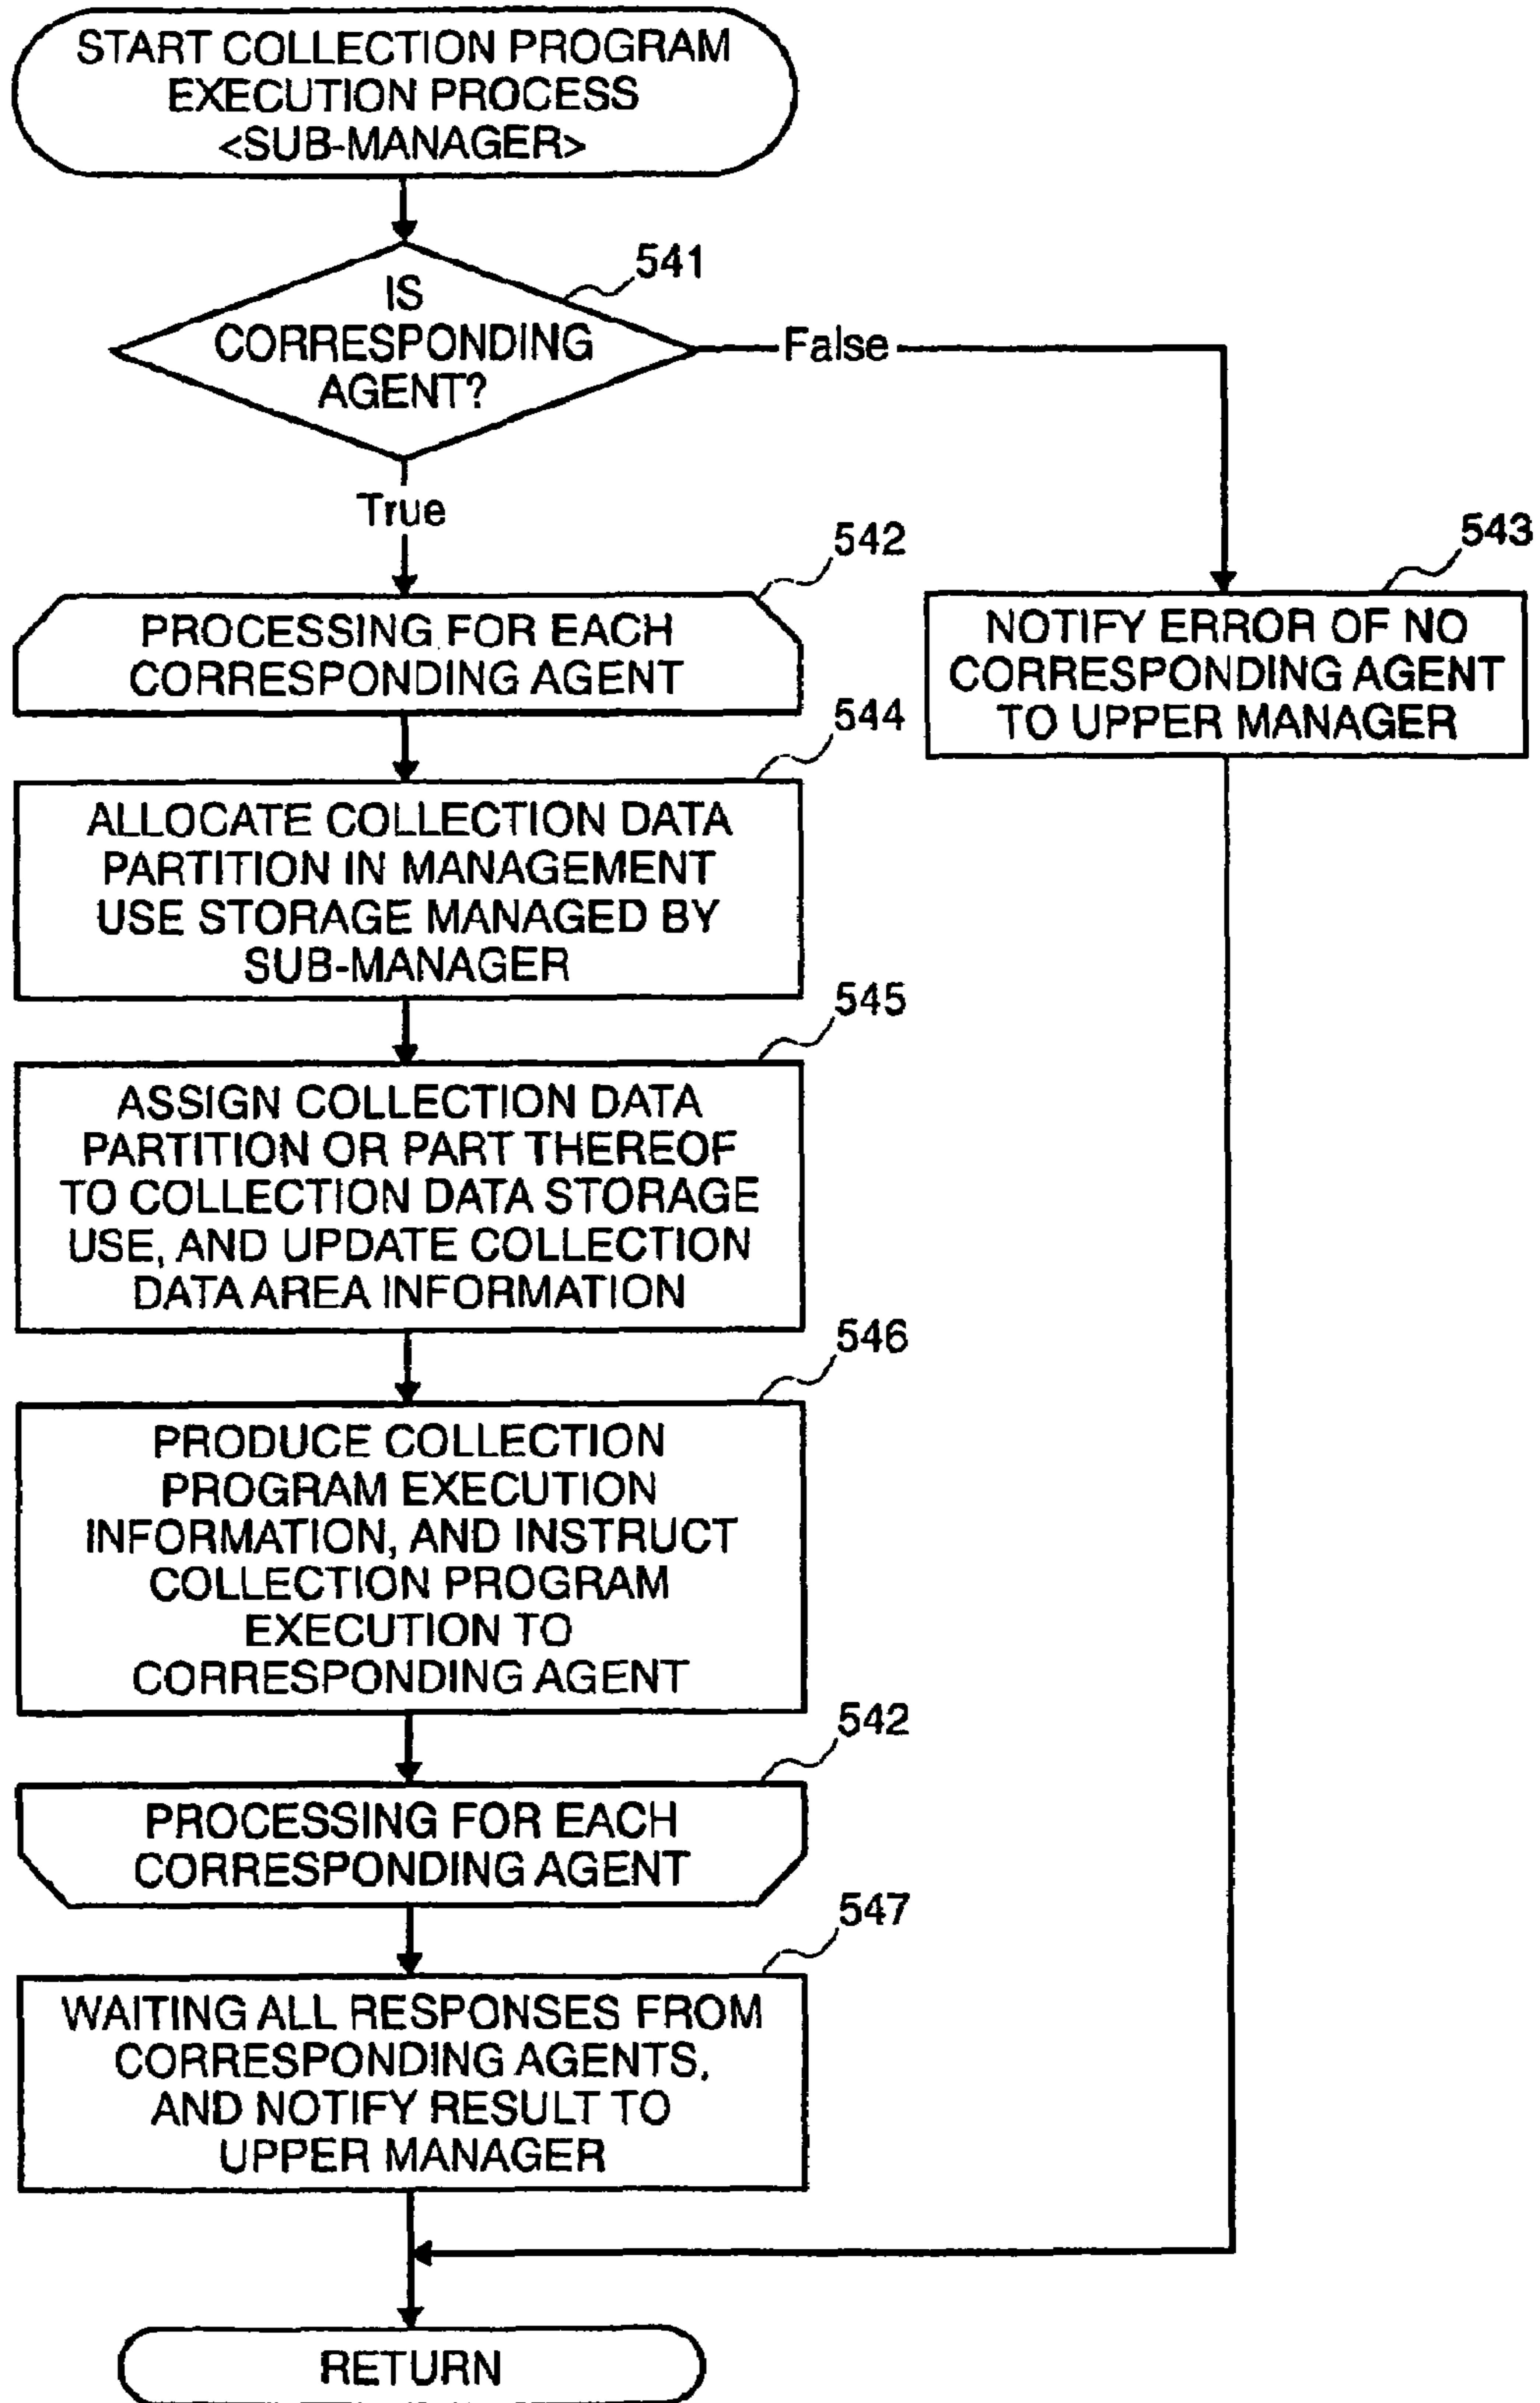 START COLLECTION PROGRAM
EXECUTION PROCESS
<SUB-MANAGER>
541
IS
CORRESPONDING
AGENT?
False
True
542
PROCESSING FOR EACH
CORRESPONDING AGENT
543
NOTIFY ERROR OF NO
CORRESPONDING AGENT
TO UPPER MANAGER
544
ALLOCATE COLLECTION DATA
PARTITION IN MANAGEMENT
USE STORAGE MANAGED BY
SUB-MANAGER
545
ASSIGN COLLECTION DATA
PARTITION OR PART THEREOF
TO COLLECTION DATA STORAGE
USE, AND UPDATE COLLECTION
DATA AREA INFORMATION
546
PRODUCE COLLECTION
PROGRAM EXECUTION
INFORMATION, AND INSTRUCT
COLLECTION PROGRAM
EXECUTION TO
CORRESPONDING AGENT
542
PROCESSING FOR EACH
CORRESPONDING AGENT
547
WAITING ALL RESPONSES FROM
CORRESPONDING AGENTS,
AND NOTIFY RESULT TO
UPPER MANAGER
RETURN